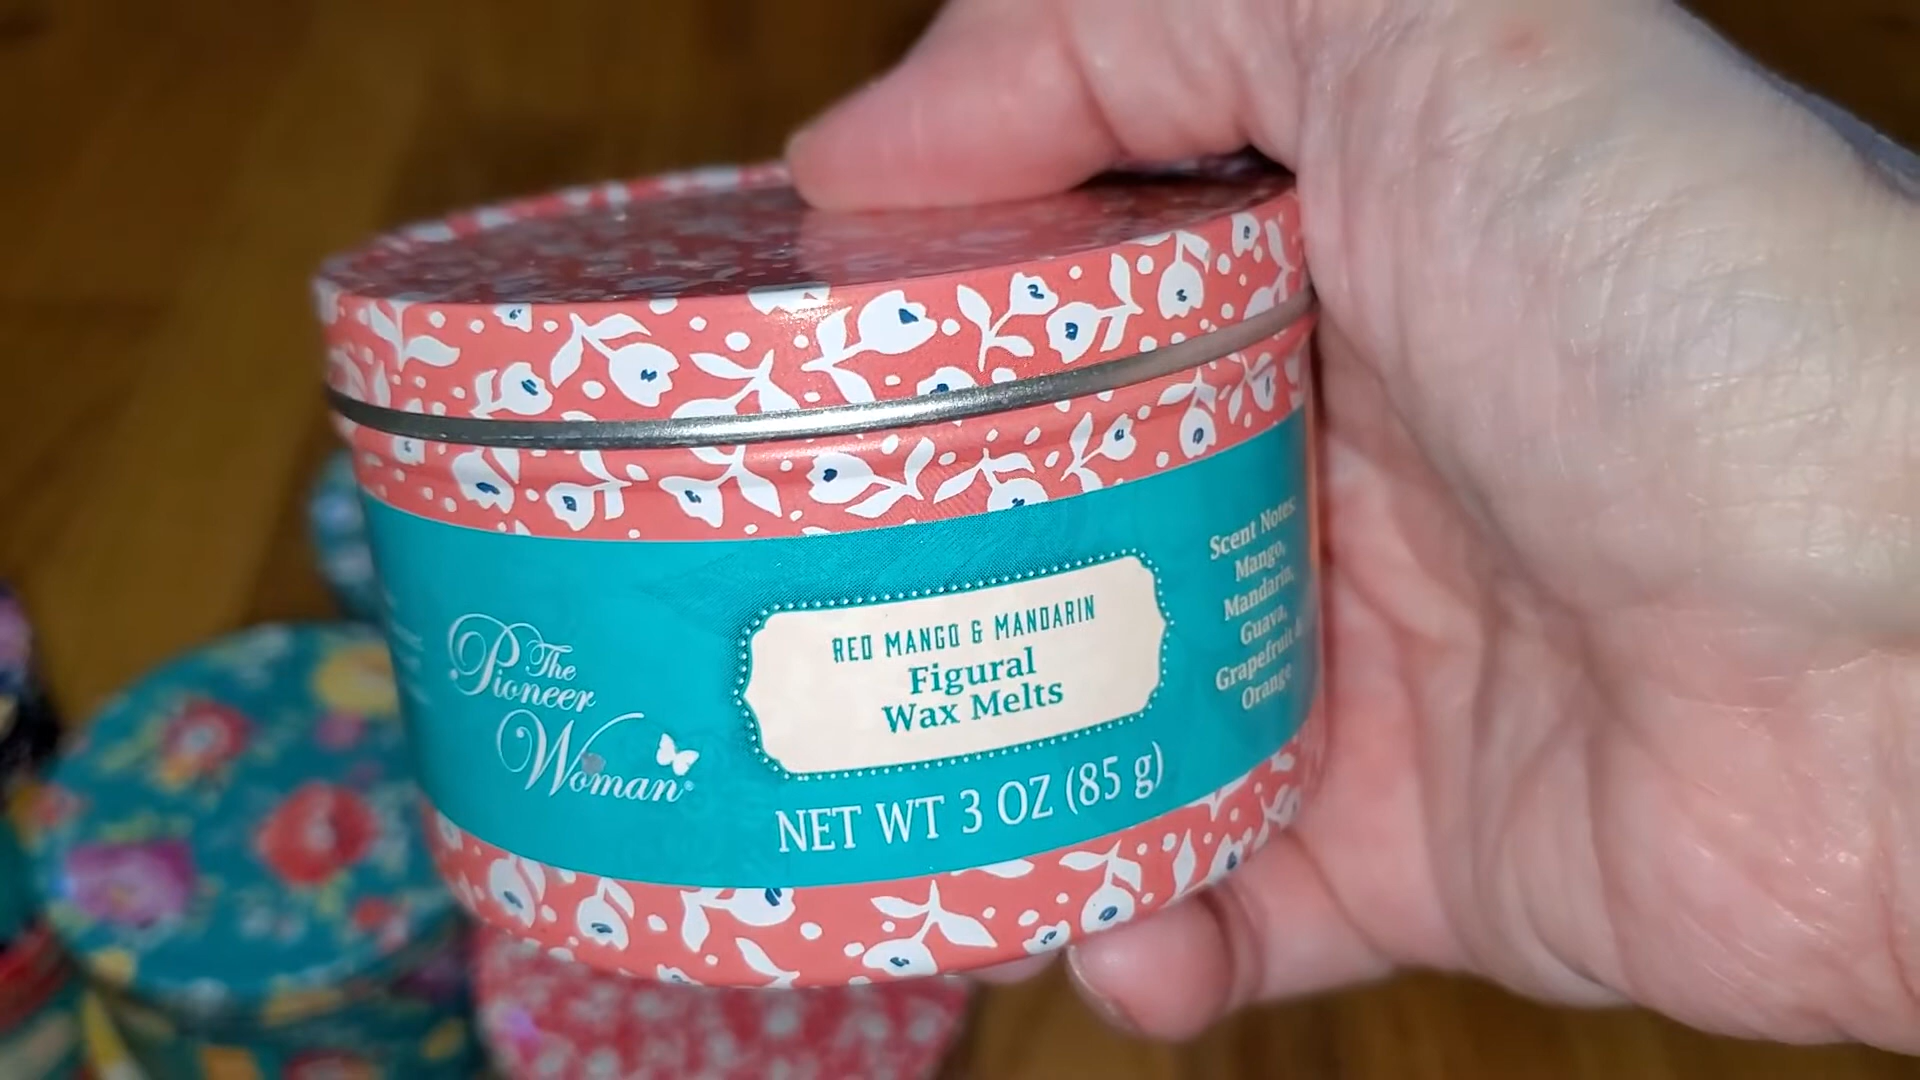 The
Pioneer
Woman®
RED MANGO & MANDARIN
Figural
Wax Melts
NET WT 3 OZ (85 g)
Scent Notes:
Mango,
Mandarin,
Guava,
Grapefruit &
Orange